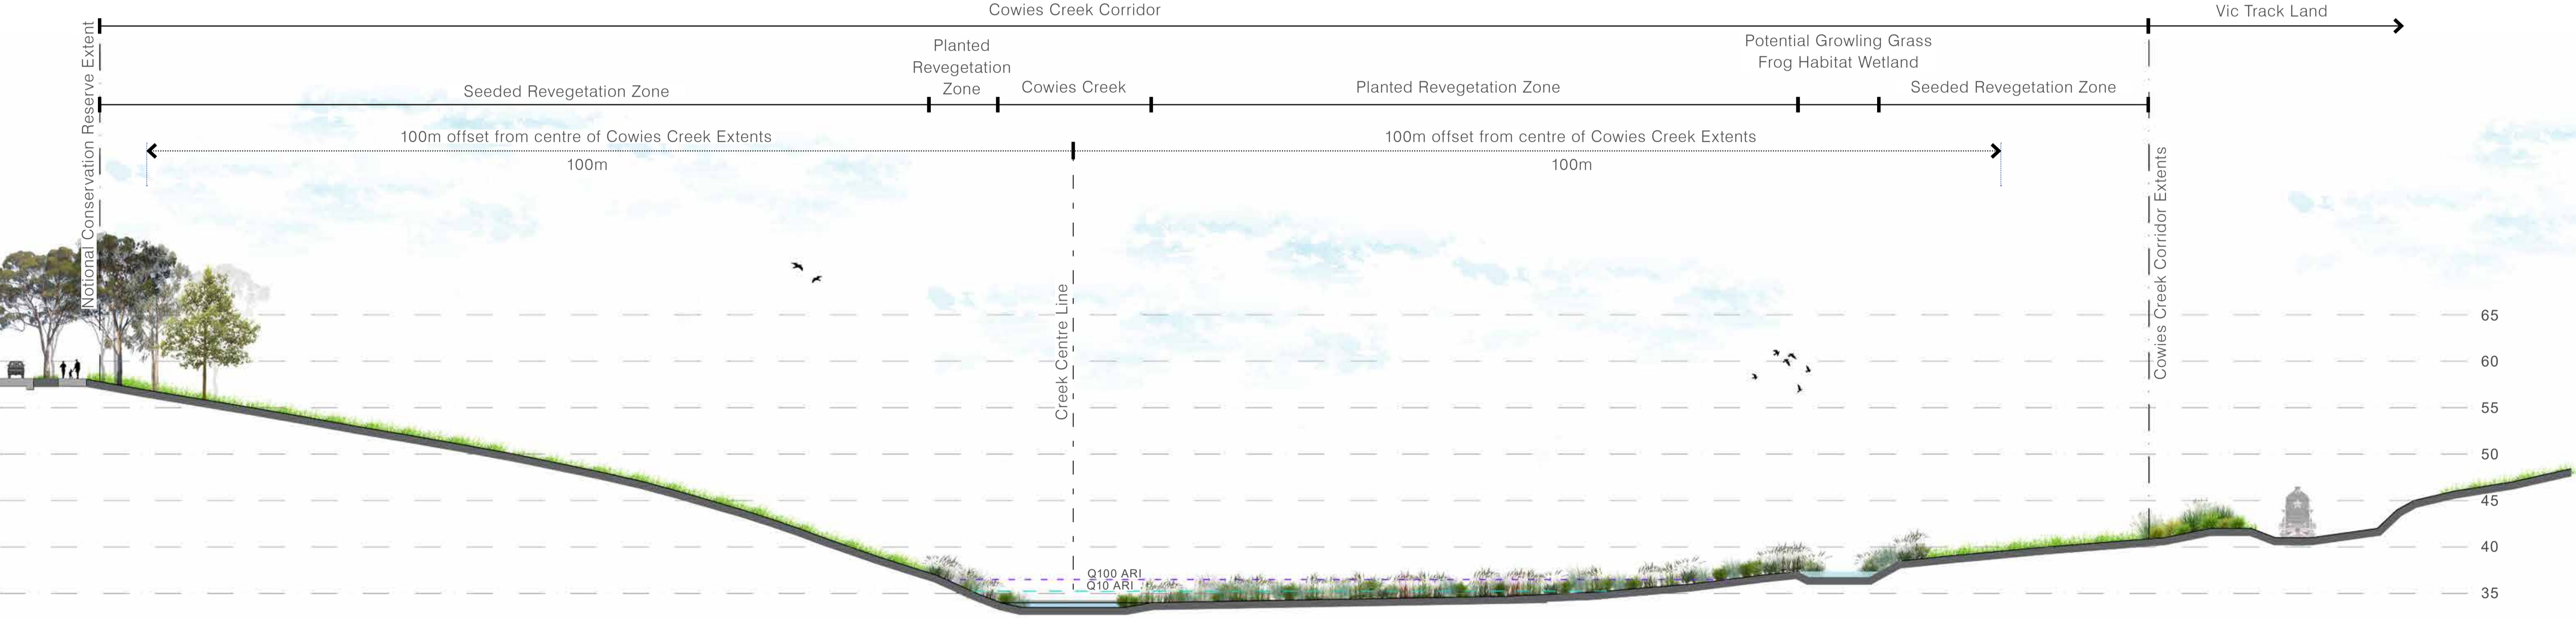 Cowies Creek Corridor
Vic Track Land
Notional Conservation Reserve Extent
Seeded Revegetation Zone
Planted
Revegetation
Zone
Cowies Creek
Planted Revegetation Zone
Potential Growling Grass
Frog Habitat Wetland
Seeded Revegetation Zone
100m offset from centre of Cowies Creek Extents
100m
100m offset from centre of Cowies Creek Extents
100m
Creek Centre Line
Cowies Creek Corridor Extents
65
60
55
50
45
40
35
Q100 ARI
Q10 ARI